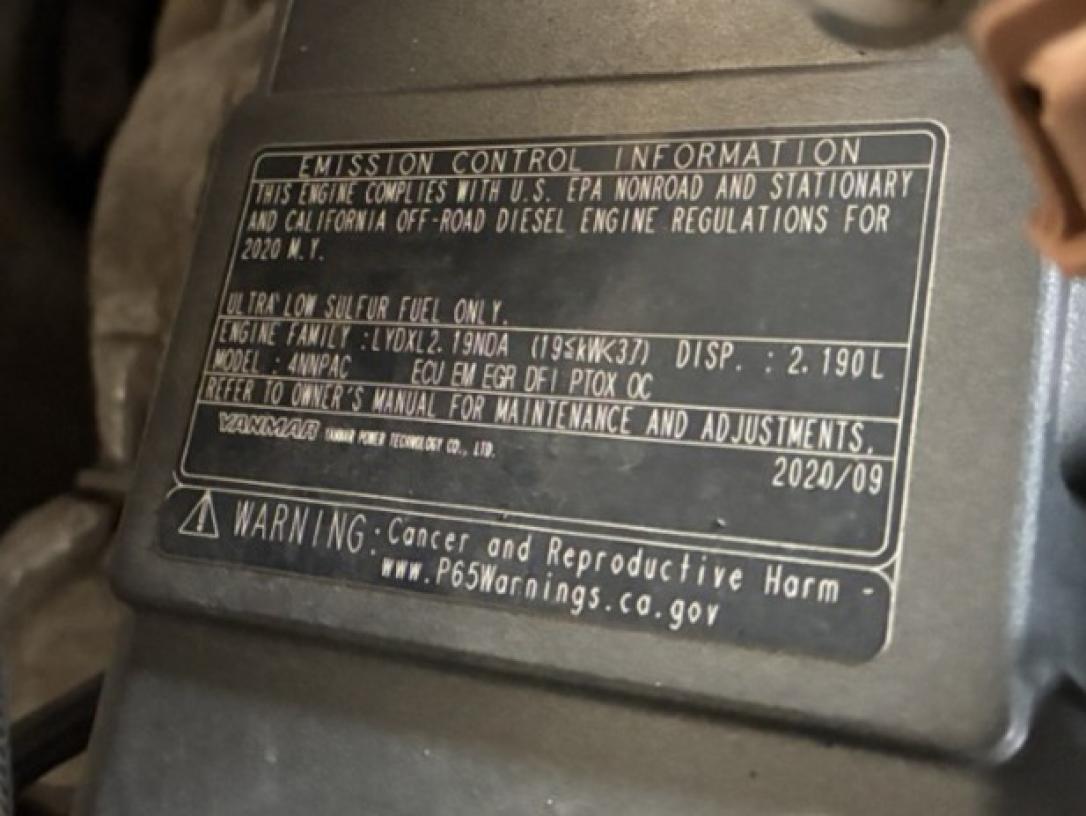 EMISSION CONTROL INFORMATION
THIS ENGINE COMPLIES WITH U.S. EPA NONROAD AND STATIONARY
AND CALIFORNIA OFF-ROAD DIESEL ENGINE REGULATIONS FOR
2020 M.Y.
ULTRA LOW SULFUR FUEL ONLY.
ENGINE FAMILY :LYDXL2.19NDA (19≤kW<37) DISP. : 2.190L
MODEL : 4NNPAC ECU EM EGR DFI PTOX OC
REFER TO OWNER'S MANUAL FOR MAINTENANCE AND ADJUSTMENTS.
YANMAR YANMAR POWER TECHNOLOGY CO., LTD.
2020/09
WARNING:Cancer and Reproductive Harm -
www.P65Warnings.ca.gov